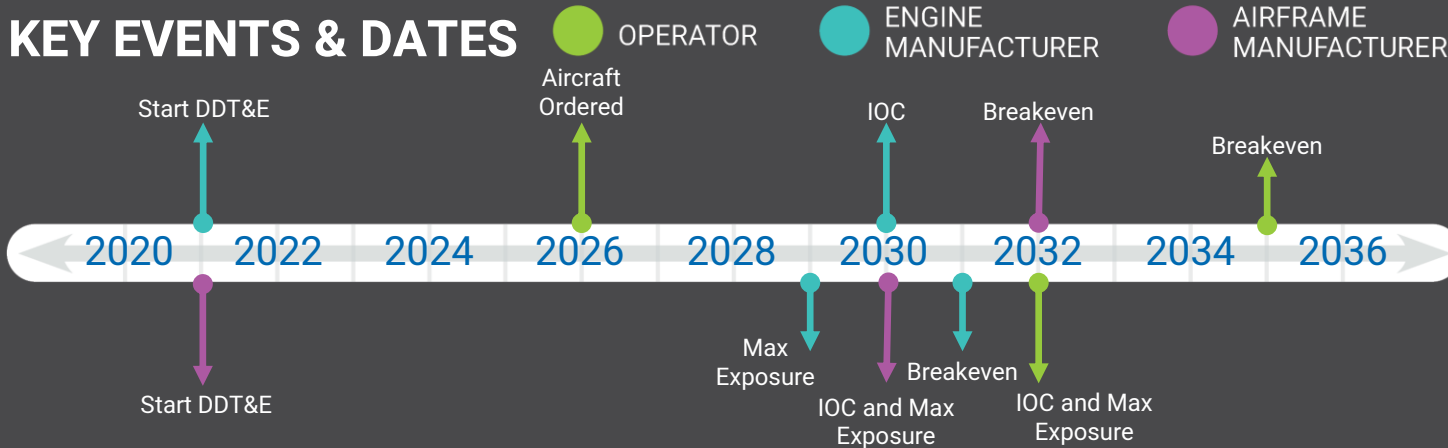 KEY EVENTS & DATES
OPERATOR
ENGINE
MANUFACTURER
AIRFRAME
MANUFACTURER
Start DDT&E
Aircraft
Ordered
IOC
Breakeven
Breakeven
2020 2022 2024 2026 2028 2030 2032 2034 2036
Start DDT&E
Max
Exposure
IOC and Max
Exposure
Breakeven
IOC and Max
Exposure